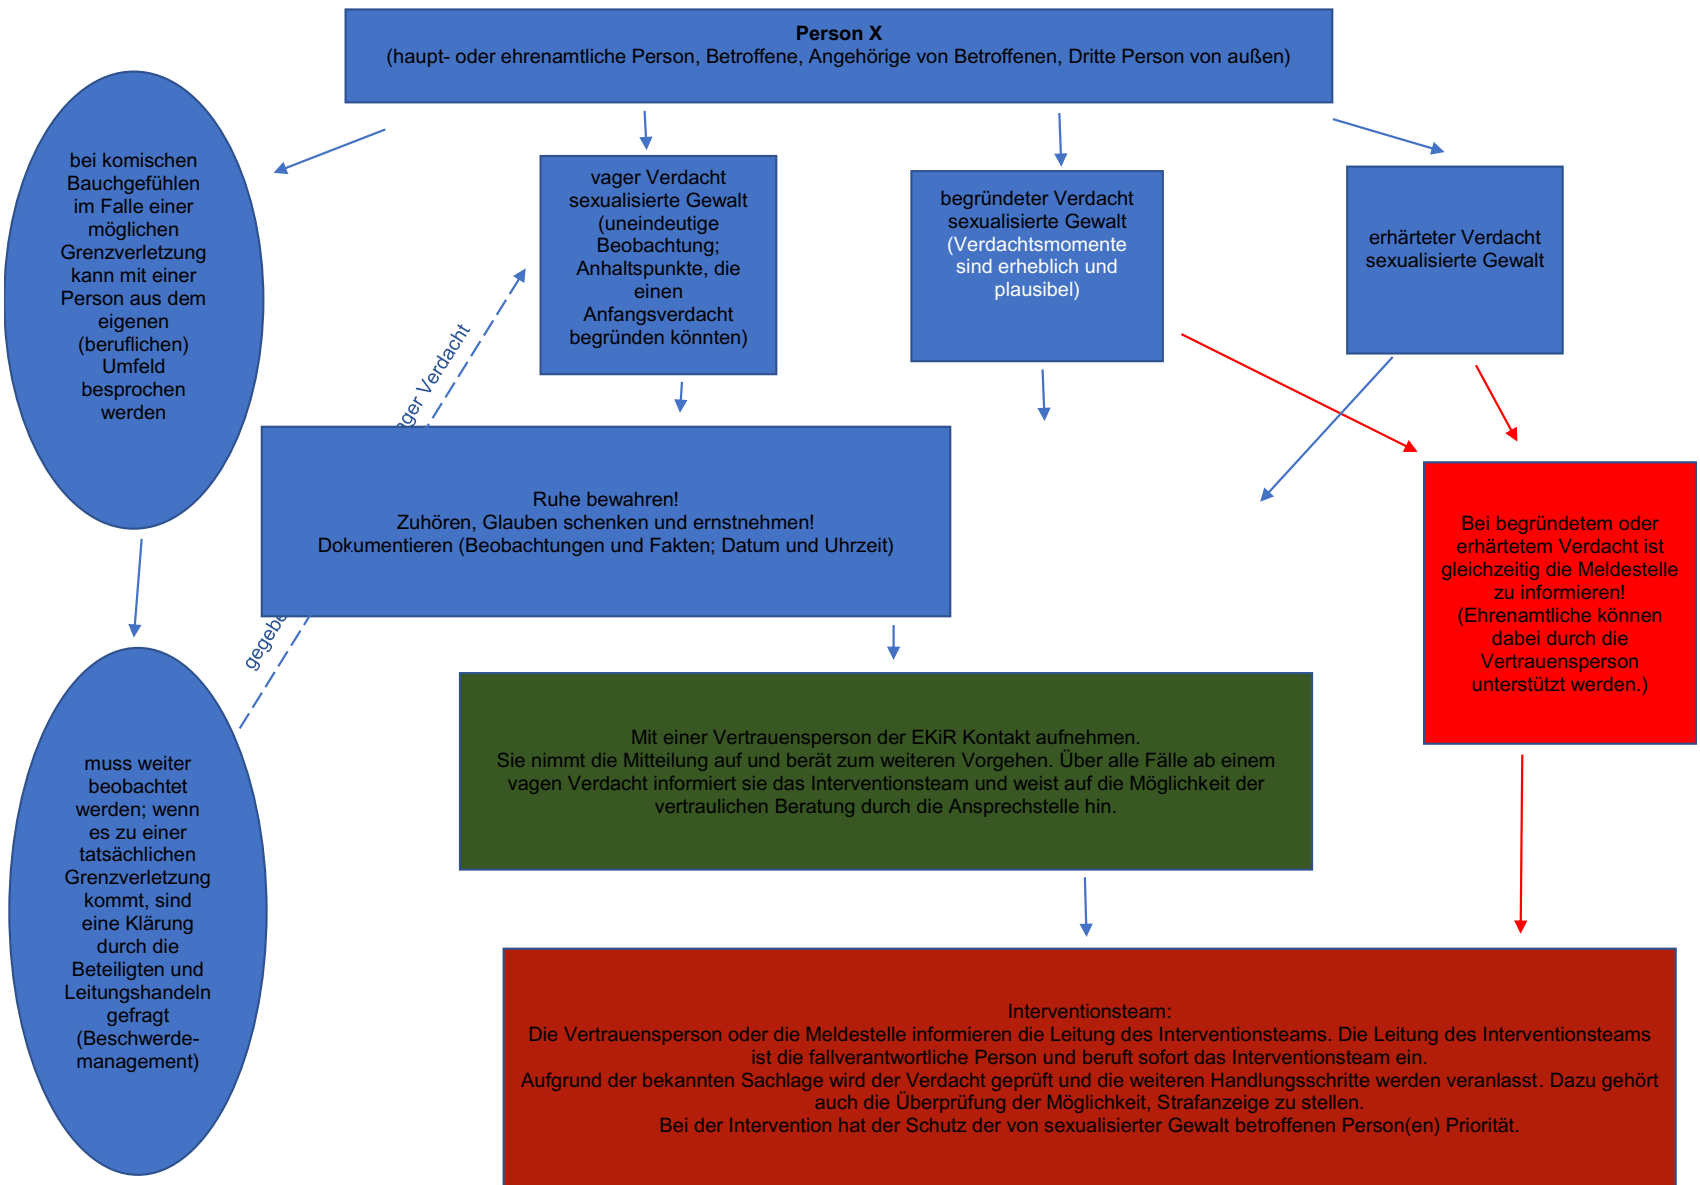 Person X
(haupt- oder ehrenamtliche Person, Betroffene, Angehörige von Betroffenen, Dritte Person von außen)
bei komischen
Bauchgefühlen
im Falle einer
möglichen
Grenzverletzung
kann mit einer
Person aus dem
eigenen
(beruflichen)
Umfeld
besprochen
werden
vager Verdacht
sexualisierte Gewalt
(uneindeutige
Beobachtung;
Anhaltspunkte, die
einen
Anfangsverdacht
begründen könnten)
begründeter Verdacht
sexualisierte Gewalt
(Verdachtsmomente
sind erheblich und
plausibel)
erhärteter Verdacht
sexualisierte Gewalt
Verdacht
Ruhe bewahren!
Zuhören, Glauben schenken und ernstnehmen!
Dokumentieren (Beobachtungen und Fakten; Datum und Uhrzeit)
Bei begründetem oder
erhärtetem Verdacht ist
gleichzeitig die Meldestelle
zu informieren!
(Ehrenamtliche können
dabei durch die
Vertrauensperson
unterstützt werden.)
muss weiter
beobachtet
werden; wenn
es zu einer
tatsächlichen
Grenzverletzung
kommt, sind
eine Klärung
durch die
Beteiligten und
Leitungshandeln
gefragt
(Beschwerde-
management)
Mit einer Vertrauensperson der EKiR Kontakt aufnehmen.
Sie nimmt die Mitteilung auf und berät zum weiteren Vorgehen. Über alle Fälle ab einem
vagen Verdacht informiert sie das Interventionsteam und weist auf die Möglichkeit der
vertraulichen Beratung durch die Ansprechstelle hin.
Interventionsteam:
Die Vertrauensperson oder die Meldestelle informieren die Leitung des Interventionsteams. Die Leitung des Interventionsteams
ist die fallverantwortliche Person und beruft sofort das Interventionsteam ein.
Aufgrund der bekannten Sachlage wird der Verdacht geprüft und die weiteren Handlungsschritte werden veranlasst. Dazu gehört
auch die Überprüfung der Möglichkeit, Strafanzeige zu stellen.
Bei der Intervention hat der Schutz der von sexualisierter Gewalt betroffenen Person(en) Priorität.